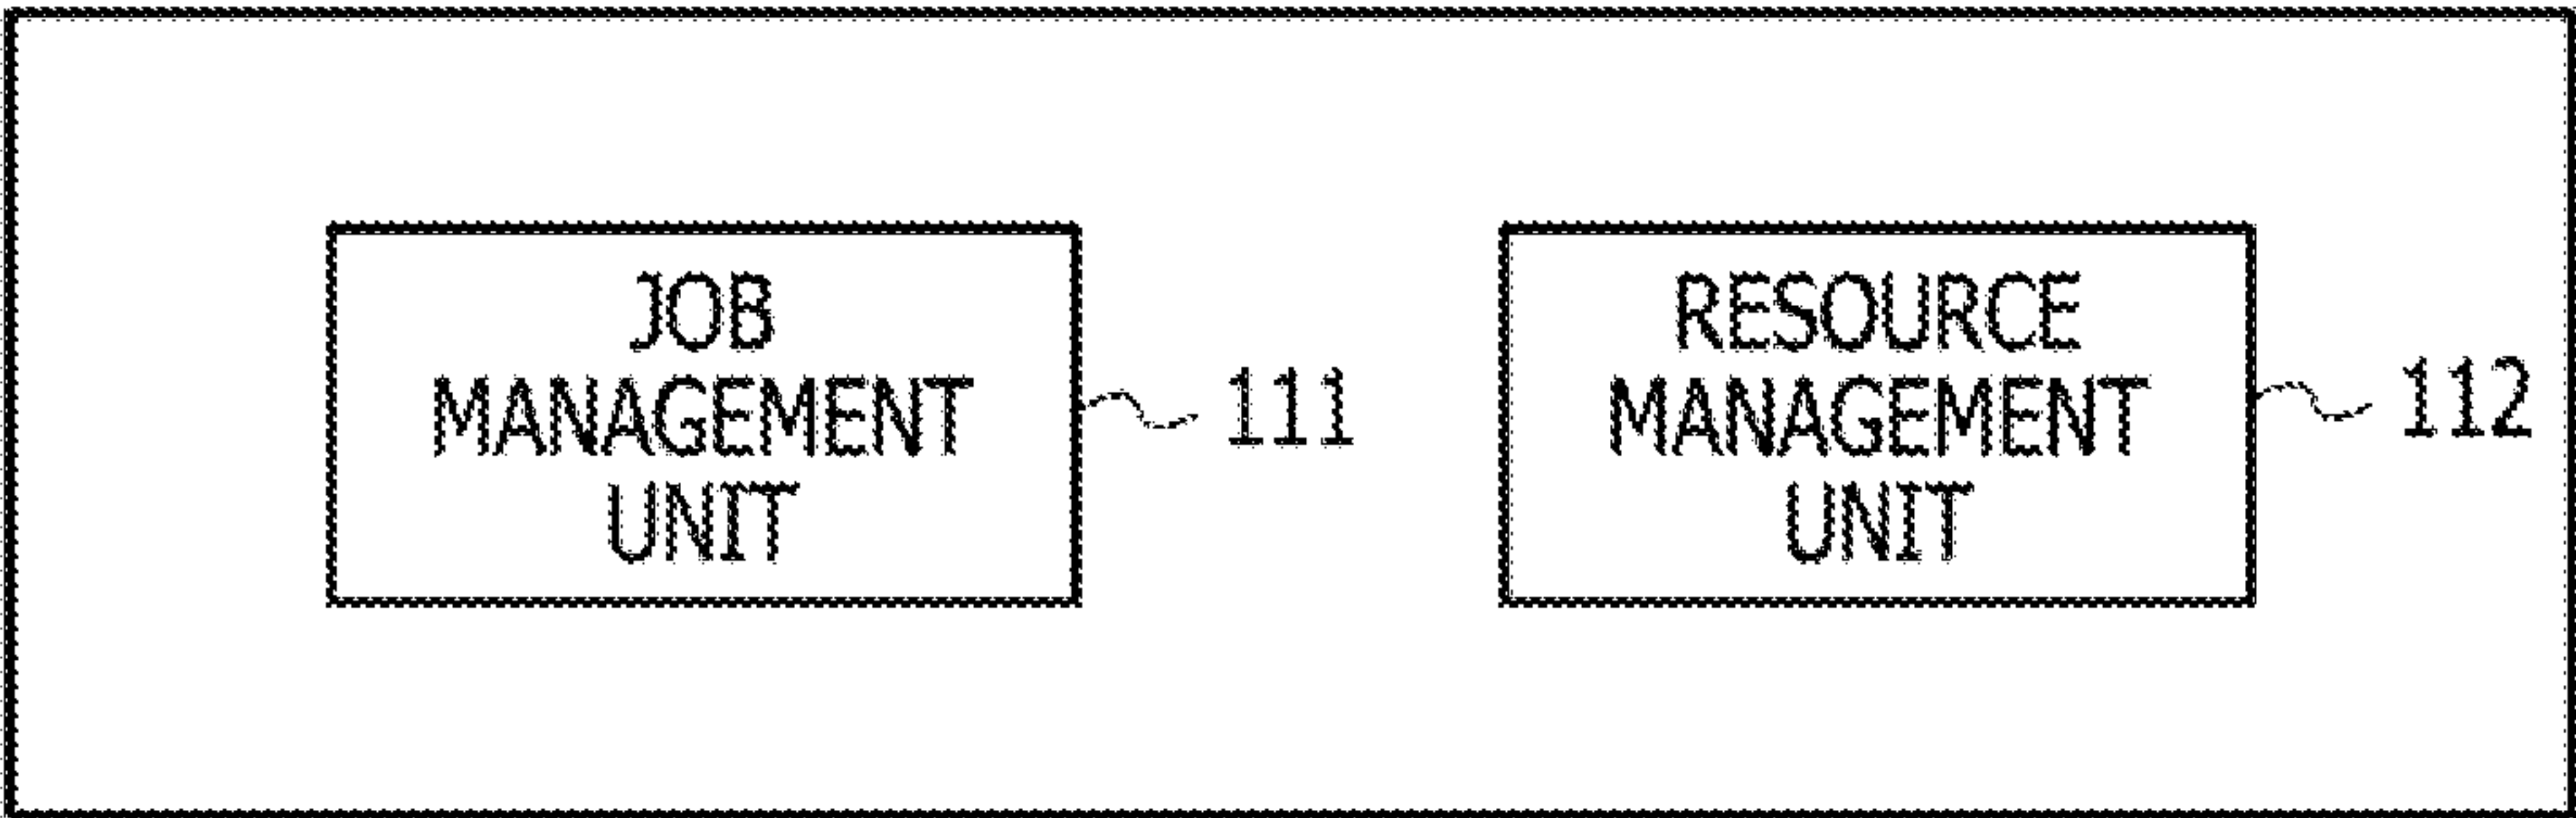 JOB
MANAGEMENT
UNIT
111
RESOURCE
MANAGEMENT
UNIT
112